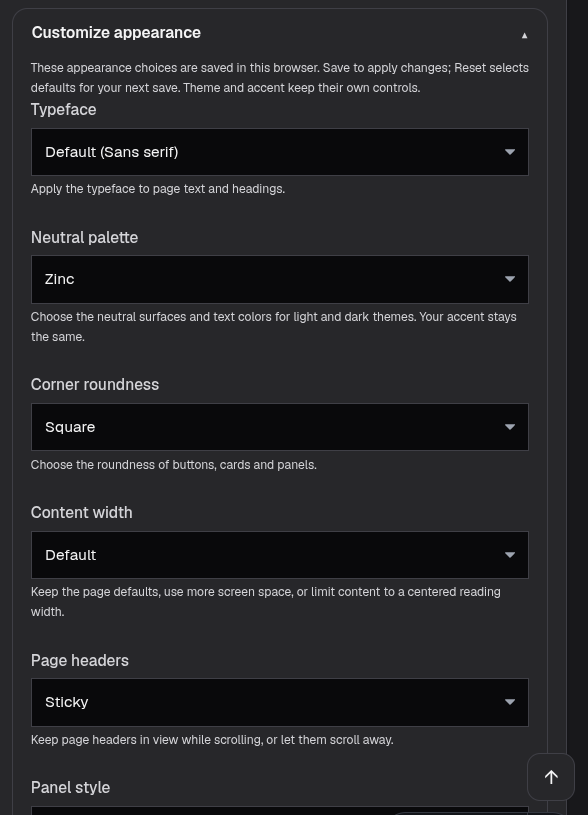 Customize appearance
These appearance choices are saved in this browser. Save to apply changes; Reset selects
defaults for your next save. Theme and accent keep their own controls.
Typeface
Default (Sans serif)
Apply the typeface to page text and headings.
Neutral palette
Zinc
Choose the neutral surfaces and text colors for light and dark themes. Your accent stays
the same.
Corner roundness
Square
Choose the roundness of buttons, cards and panels.
Content width
Default
Keep the page defaults, use more screen space, or limit content to a centered reading
width.
Page headers
Sticky
Keep page headers in view while scrolling, or let them scroll away.
Panel style